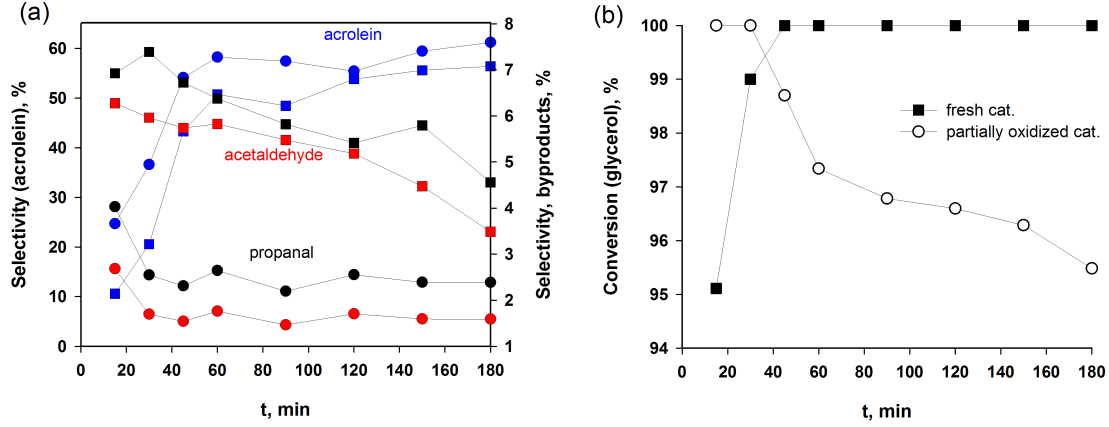 (a)
Selectivity (acrolein), %
60
50
40
30
20
10
0
acrolein
acetaldehyde
propanal
8
7
6
5
4
3
2
1
Selectivity, byproducts, %
0 20 40 60 80 100 120 140 160 180
t, min
(b)
Conversion (glycerol), %
100
99
98
97
96
95
94
fresh cat.
partially oxidized cat.
0 20 40 60 80 100 120 140 160 180
t, min